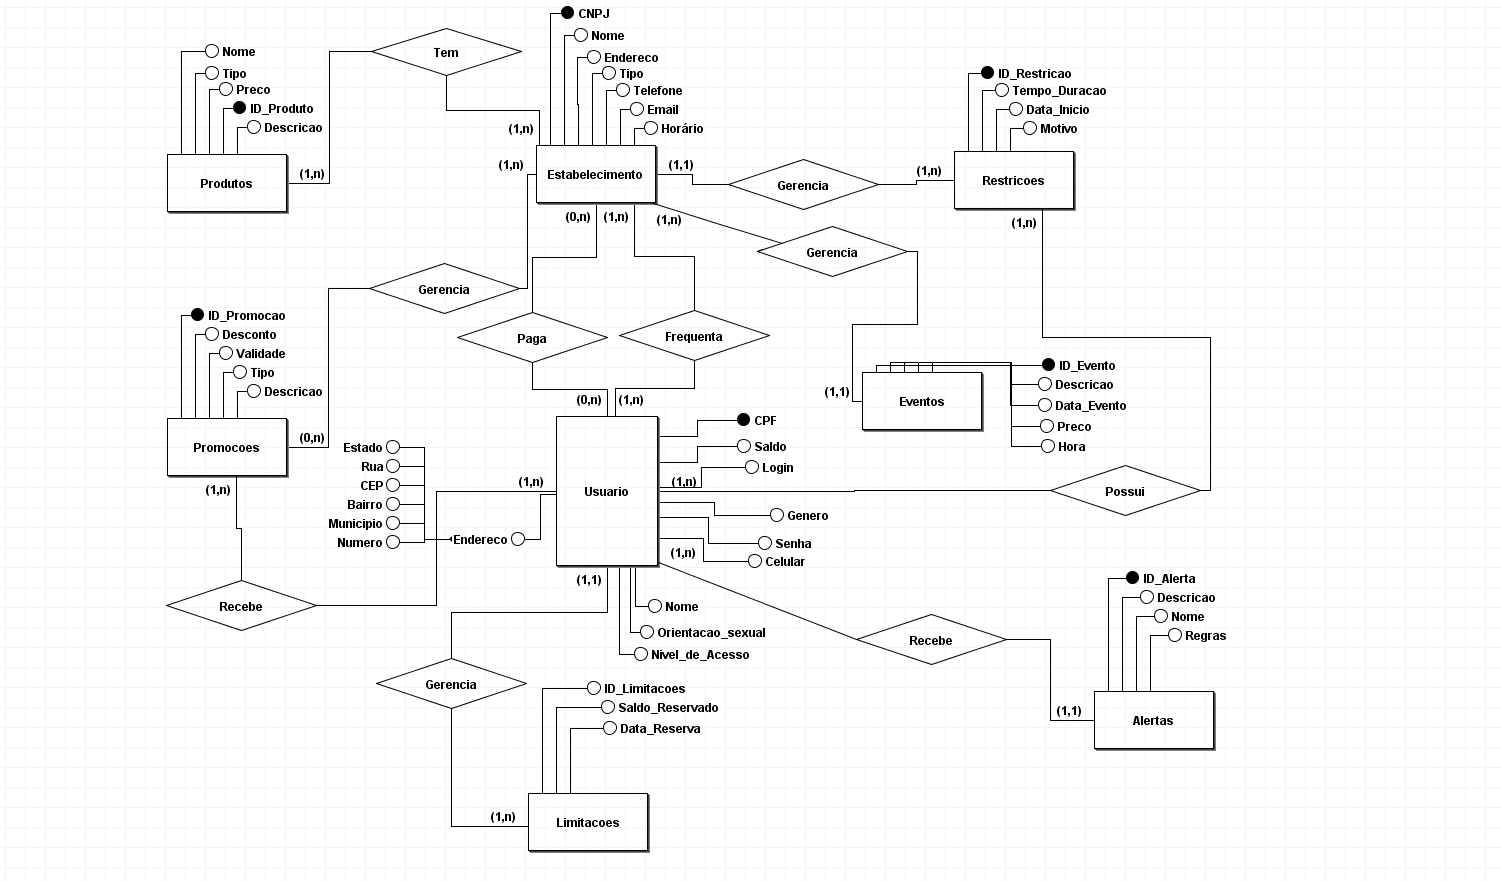 CNPJ
Nome
Endereco
Tipo
Telefone
Email
Horário
Nome
Tipo
Preco
ID_Produto
Descricao
Tem
ID_Restricao
Tempo_Duracao
Data_Inicio
Motivo
Produtos
(1,n)
(1,n)
(1,n)
Estabelecimento
(1,1)
Gerencia
(1,n)
Restricoes
(0,n)
(1,n)
(1,n)
(1,n)
Gerencia
Gerencia
ID_Promocao
Desconto
Validade
Tipo
Descricao
Paga
Frequenta
ID_Evento
Descricao
Data_Evento
Preco
Hora
(1,1)
Eventos
(0,n)
(1,n)
Promocoes
(0,n)
(1,n)
Estado
Rua
CEP
Bairro
Municipio
Numero
Endereco
(1,n)
Usuario
CPF
Saldo
Login
(1,n)
Genero
Senha
Celular
(1,n)
Possui
(1,1)
Nome
Orientacao_sexual
Nivel_de_Acesso
Recebe
Recebe
ID_Alerta
Descricao
Nome
Regras
(1,1)
Alertas
Gerencia
ID_Limitacoes
Saldo_Reservado
Data_Reserva
(1,n)
Limitacoes